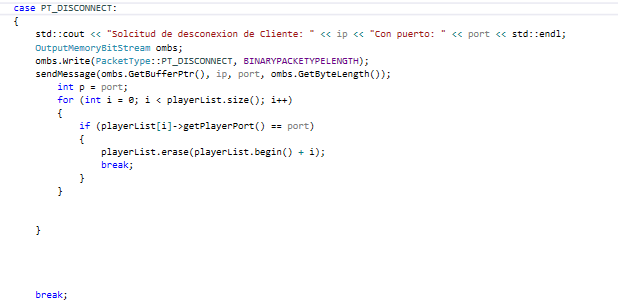 case PT_DISCONNECT:
{
std::cout << "Solcitud de desconexion de Cliente: " << ip << "Con puerto: " << port << std::endl;
OutputMemoryBitStream ombs;
ombs.Write(PacketType::PT_DISCONNECT, BINARYPACKETYPELENGTH);
sendMessage(ombs.GetBufferPtr(), ip, port, ombs.GetByteLength());
int p = port;
for (int i = 0; i < playerList.size(); i++)
{
if (playerList[i]->getPlayerPort() == port)
{
playerList.erase(playerList.begin() + i);
break;
}
}
}
break;